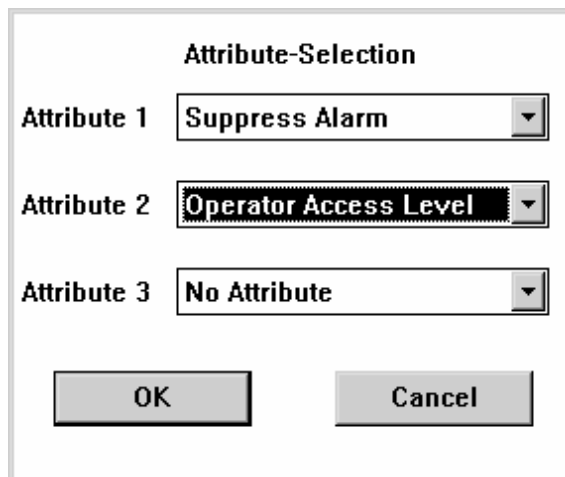 Attribute-Selection
Attribute 1 Suppress Alarm
Attribute 2 Operator Access Level
Attribute 3 No Attribute
OK Cancel